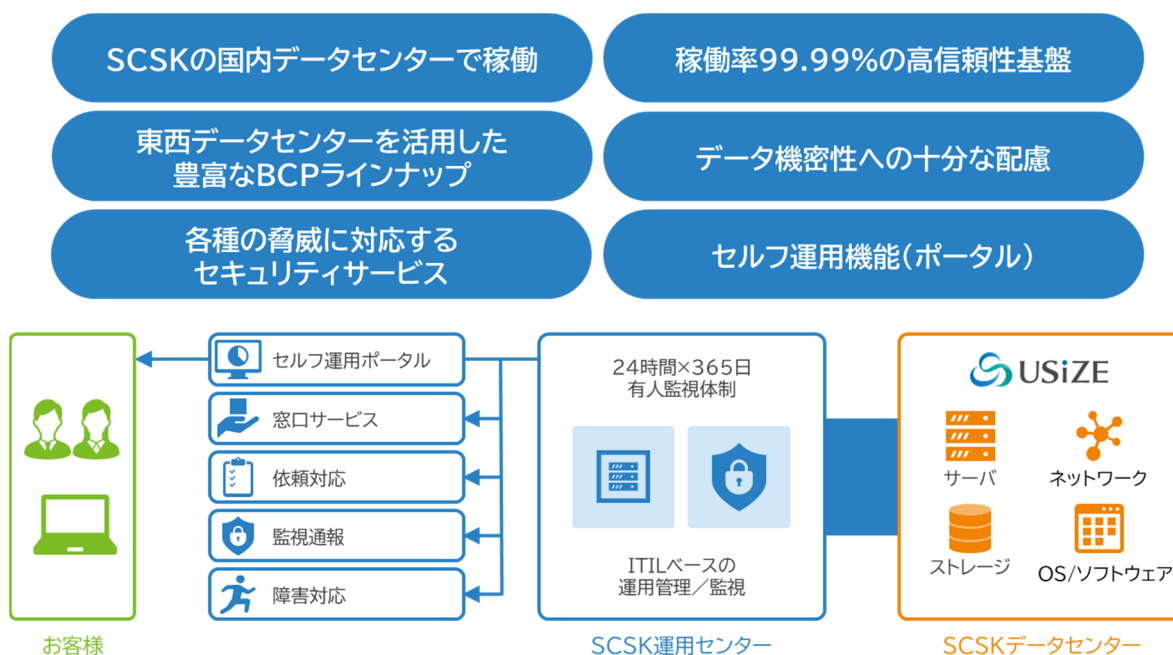 SCSKの国内データセンターで稼働
稼働率99.99%の高信頼性基盤
東西データセンターを活用した
豊富なBCPラインナップ
データ機密性への十分な配慮
各種の脅威に対応する
セキュリティサービス
セルフ運用機能(ポータル)
セルフ運用ポータル
窓口サービス
依頼対応
監視通報
障害対応
お客様
24時間×365日
有人監視体制
ITILベースの
運用管理／監視
SCSK運用センター
USiZE
サーバ
ネットワーク
ストレージ
OS/ソフトウェア
SCSKデータセンター